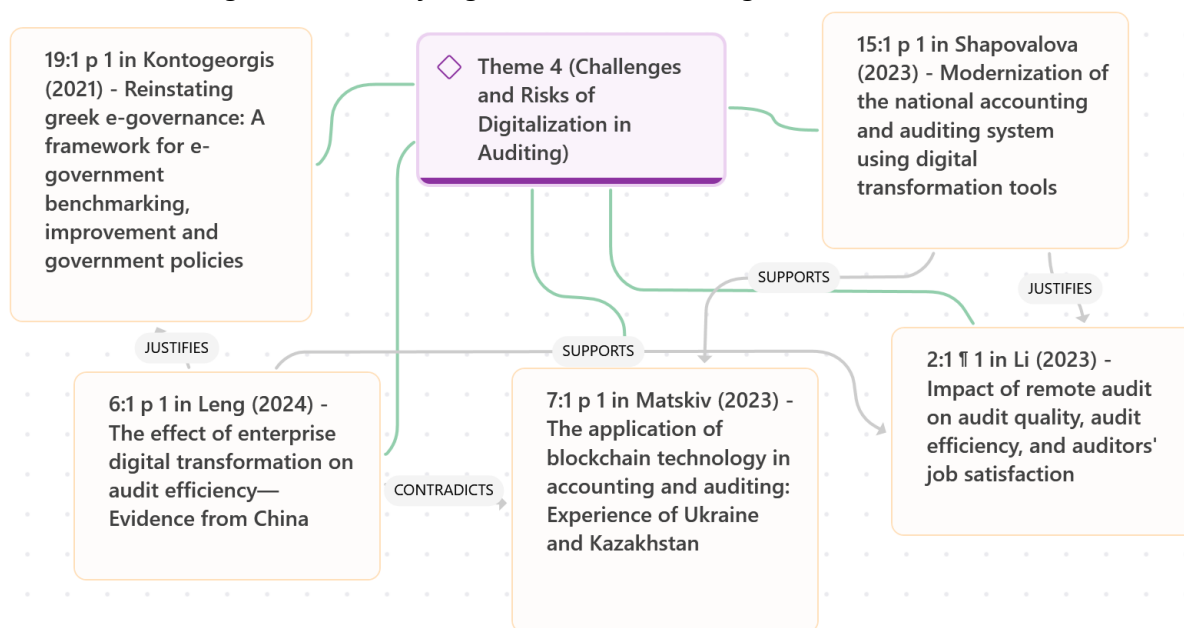 19:1 p 1 in Kontogeorgis
(2021) - Reinstating
greek e-governance: A
framework for e-
government
benchmarking,
improvement and
government policies
Theme 4 (Challenges
and Risks of
Digitalization in
Auditing)
15:1 p 1 in Shapovalova
(2023) - Modernization of
the national accounting
and auditing system
using digital
transformation tools
SUPPORTS
JUSTIFIES
JUSTIFIES
SUPPORTS
6:1 p 1 in Leng (2024) -
The effect of enterprise
digital transformation on
audit efficiency—
Evidence from China
CONTRADICTS
7:1 p 1 in Matskiv (2023) -
The application of
blockchain technology in
accounting and auditing:
Experience of Ukraine
and Kazakhstan
2:1 ¶ 1 in Li (2023) -
Impact of remote audit
on audit quality, audit
efficiency, and auditors'
job satisfaction